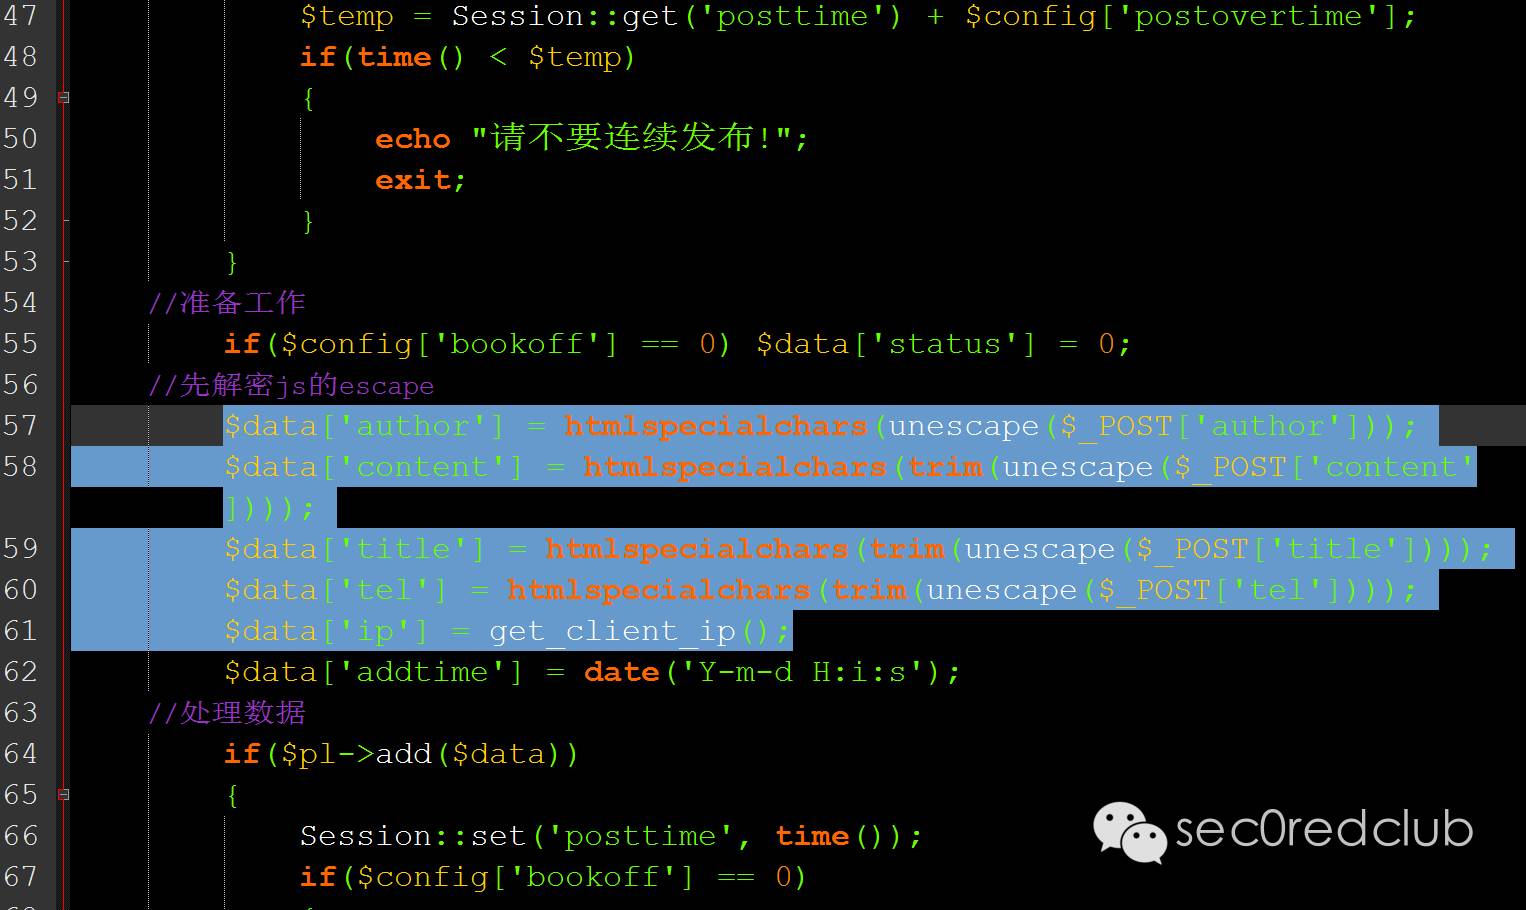 47 $temp = Session::get('posttime') + $config['postovertime'];
48 if(time() < $temp)
49 {
50 echo "请不要连续发布!";
51 exit;
52 }
53 }
54 //准备工作
55 if($config['bookoff'] == 0) $data['status'] = 0;
56 //先解密js的escape
57 $data['author'] = htmlspecialchars(unescape($_POST['author']));
58 $data['content'] = htmlspecialchars(trim(unescape($_POST['content'
])));
59 $data['title'] = htmlspecialchars(trim(unescape($_POST['title'])));
60 $data['tel'] = htmlspecialchars(trim(unescape($_POST['tel'])));
61 $data['ip'] = get_client_ip();
62 $data['addtime'] = date('Y-m-d H:i:s');
63 //处理数据
64 if($pl->add($data))
65 {
66 Session::set('posttime', time());
67 if($config['bookoff'] == 0)
sec0redclub